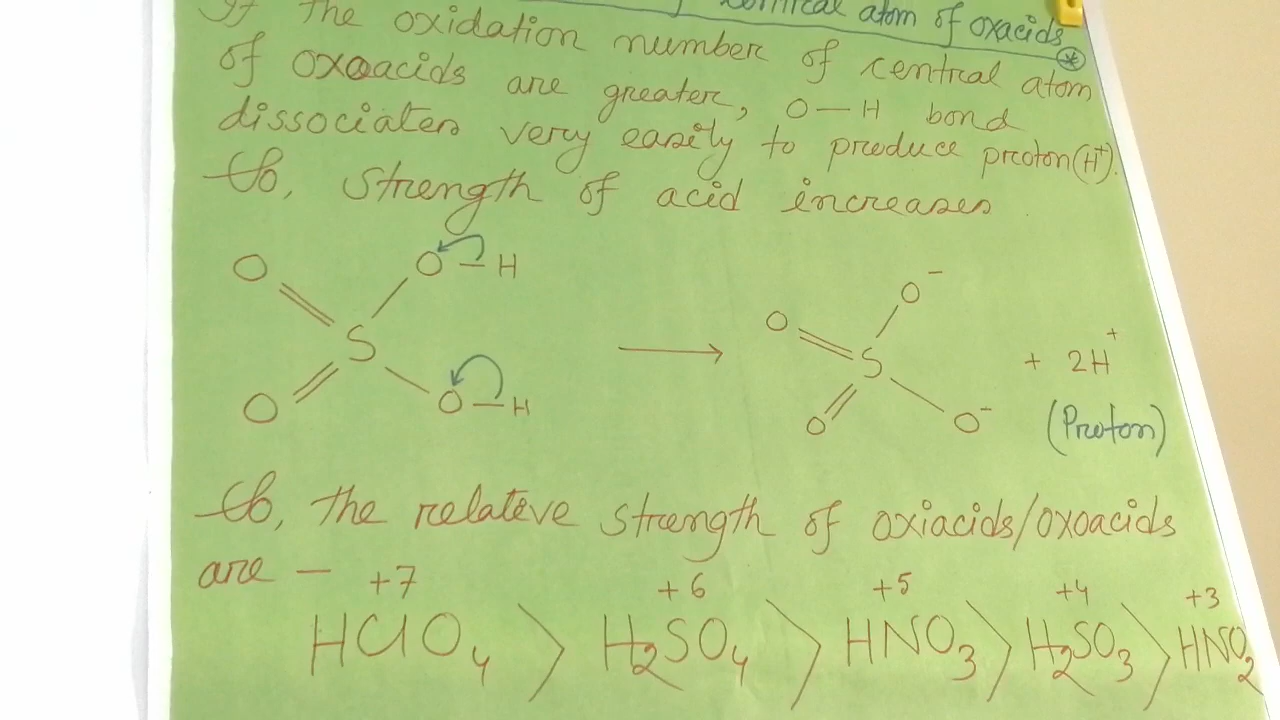 central atom of oxacids
If the oxidation number of central atom
of oxoacids are greater, O—H bond
dissociates very easily to produce proton (H⁺).
So, strength of acid increases
O O—H
S
O O—H
→
O O⁻
S
O O⁻
+ 2H⁺
(Proton)
So, the relative strength of oxiacids/oxoacids
are —
+7 +6 +5 +4 +3
HClO₄ > H₂SO₄ > HNO₃ > H₂SO₃ > HNO₂